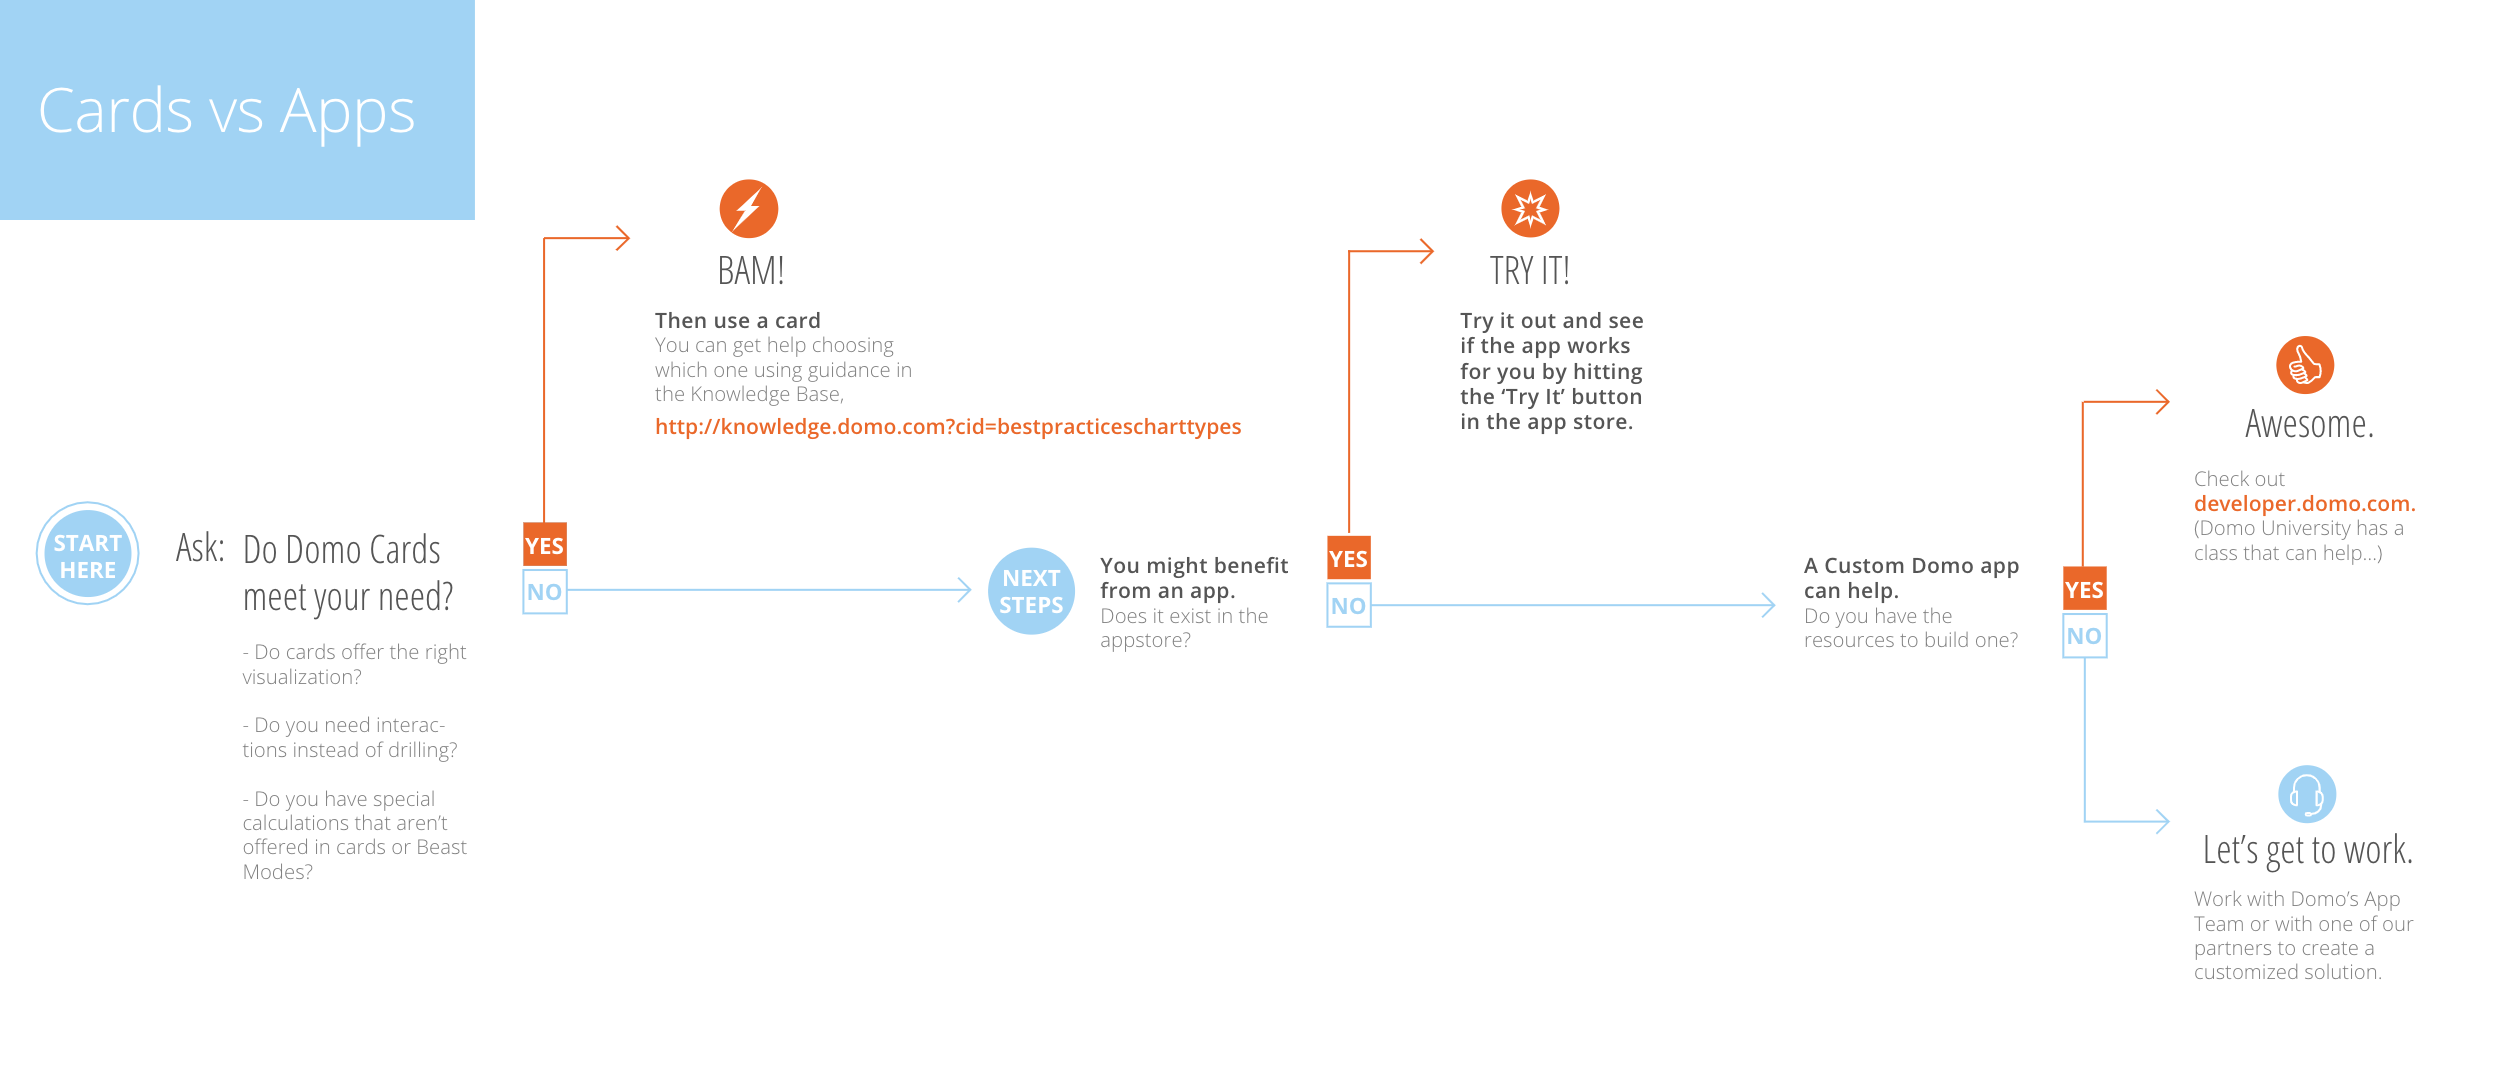 Cards vs Apps
START
HERE
Ask:
Do Domo Cards
meet your need?
- Do cards offer the right
visualization?
- Do you need interac-
tions instead of drilling?
- Do you have special
calculations that aren’t
offered in cards or Beast
Modes?
YES
NO
BAM!
Then use a card
You can get help choosing
which one using guidance in
the Knowledge Base,
http://knowledge.domo.com?cid=bestpracticescharttypes
NEXT
STEPS
You might benefit
from an app.
Does it exist in the
appstore?
YES
NO
TRY IT!
Try it out and see
if the app works
for you by hitting
the ‘Try It’ button
in the app store.
A Custom Domo app
can help.
Do you have the
resources to build one?
YES
NO
Awesome.
Check out
developer.domo.com.
(Domo University has a
class that can help...)
Let’s get to work.
Work with Domo’s App
Team or with one of our
partners to create a
customized solution.